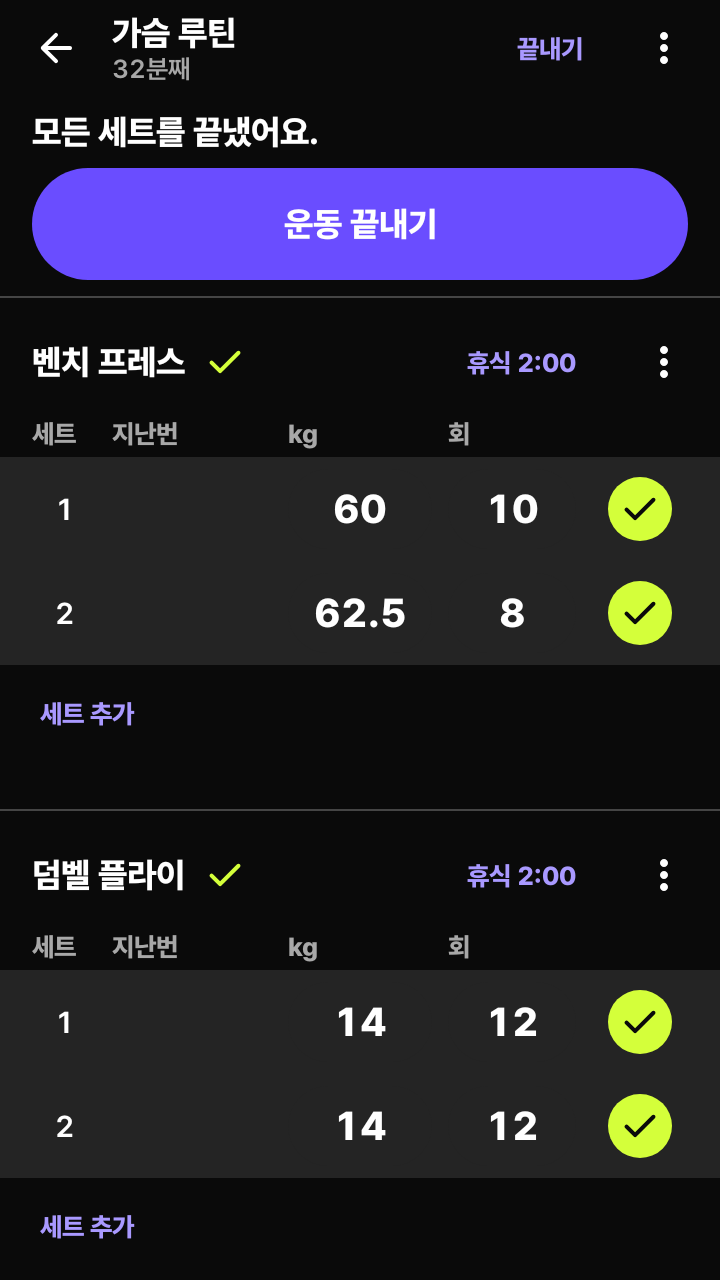 가슴 루틴
32분째
끝내기
모든 세트를 끝냈어요.
운동 끝내기
벤치 프레스 휴식 2:00
세트 지난번 kg 회
1 60 10
2 62.5 8
세트 추가
덤벨 플라이 휴식 2:00
세트 지난번 kg 회
1 14 12
2 14 12
세트 추가